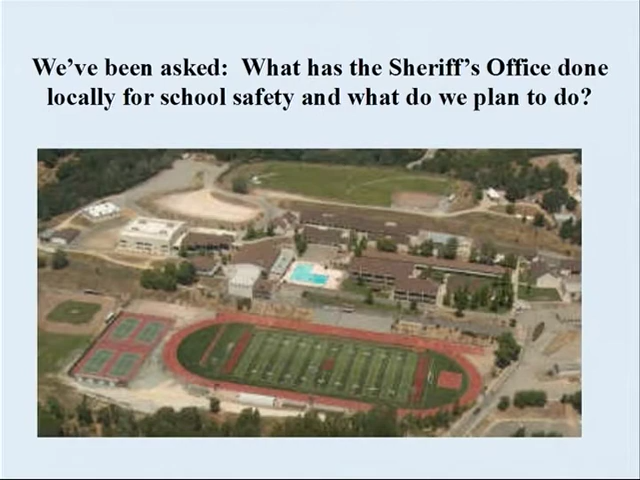 We've been asked:  What has the Sheriff's Office done
locally for school safety and what do we plan to do?